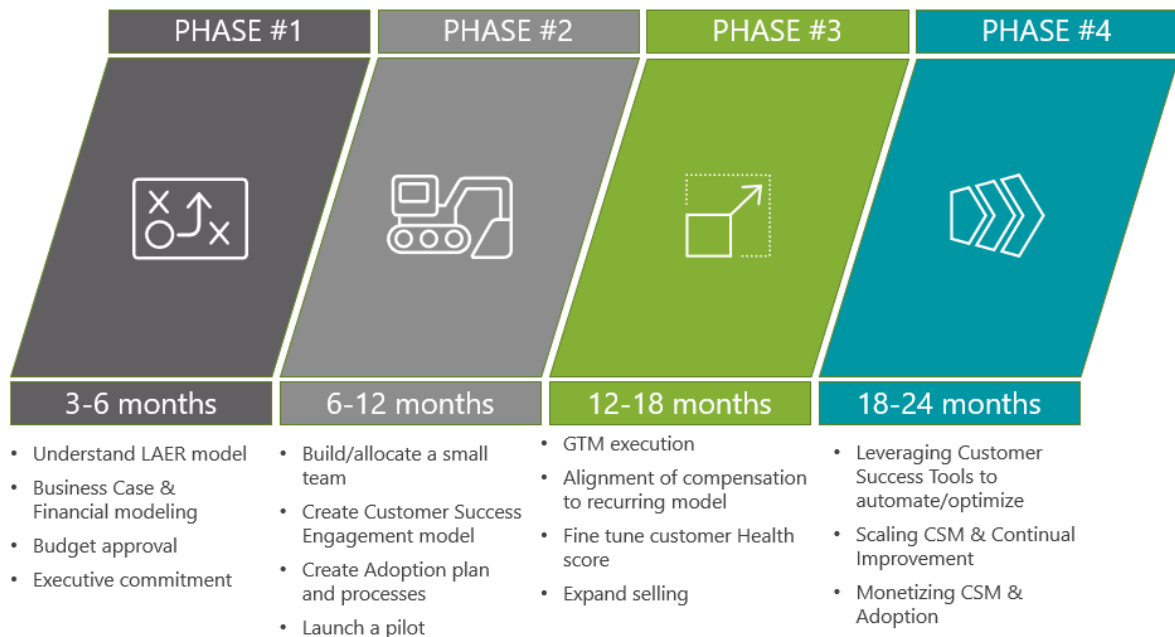 PHASE #1
PHASE #2
PHASE #3
PHASE #4
3-6 months
6-12 months
12-18 months
18-24 months
• Understand LAER model
• Business Case &
Financial modeling
• Budget approval
• Executive commitment
• Build/allocate a small
team
• Create Customer Success
Engagement model
• Create Adoption plan
and processes
• Launch a pilot
• GTM execution
• Alignment of compensation
to recurring model
• Fine tune customer Health
score
• Expand selling
• Leveraging Customer
Success Tools to
automate/optimize
• Scaling CSM & Continual
Improvement
• Monetizing CSM &
Adoption